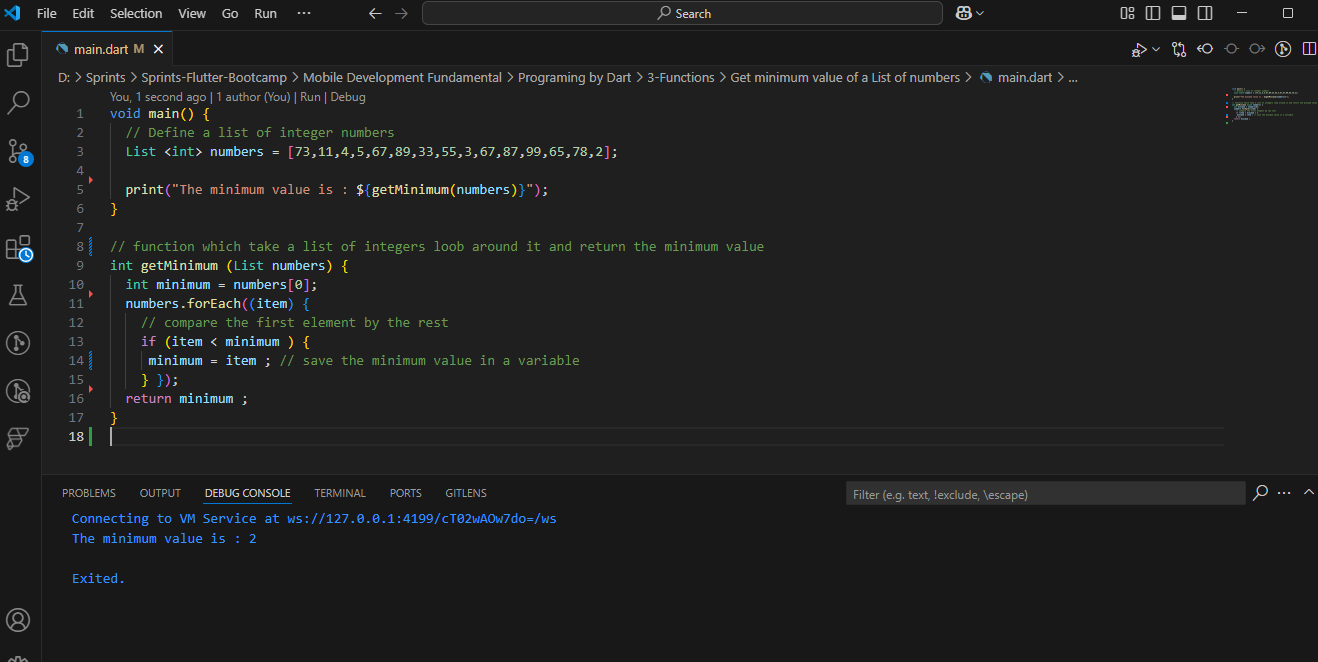 File Edit Selection View Go Run ··· Search
main.dart M
D: > Sprints > Sprints-Flutter-Bootcamp > Mobile Development Fundamental > Programing by Dart > 3-Functions > Get minimum value of a List of numbers > main.dart > ...
You, 1 second ago | 1 author (You) | Run | Debug
1 void main() {
2 // Define a list of integer numbers
3 List <int> numbers = [73,11,4,5,67,89,33,55,3,67,87,99,65,78,2];
4
5 print("The minimum value is : ${getMinimum(numbers)}");
6 }
7
8 // function which take a list of integers loob around it and return the minimum value
9 int getMinimum (List numbers) {
10 int minimum = numbers[0];
11 numbers.forEach((item) {
12 // compare the first element by the rest
13 if (item < minimum ) {
14 minimum = item ; // save the minimum value in a variable
15 } });
16 return minimum ;
17 }
18
8
PROBLEMS OUTPUT DEBUG CONSOLE TERMINAL PORTS GITLENS Filter (e.g. text, !exclude, \escape)
Connecting to VM Service at ws://127.0.0.1:4199/cT02wAOw7do=/ws
The minimum value is : 2
Exited.